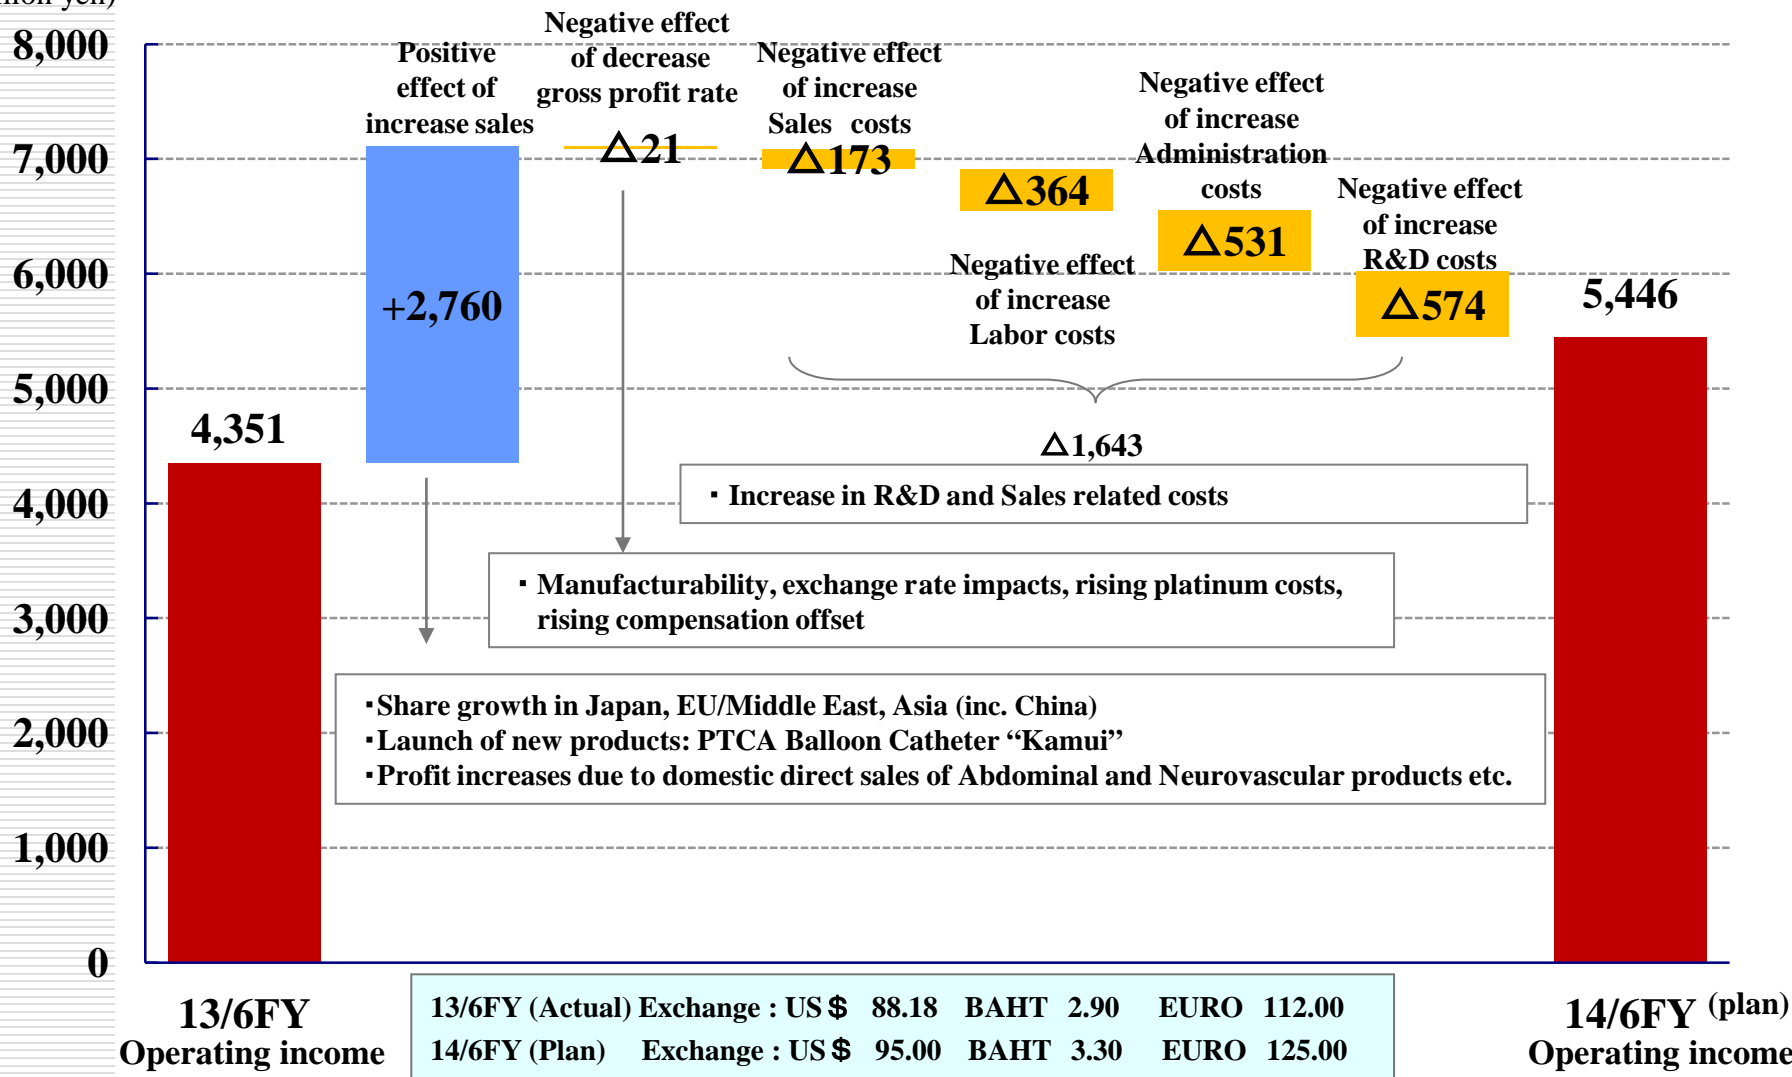 8,000
7,000
6,000
5,000
4,000
3,000
2,000
1,000
0
Positive
effect of
increase sales
+2,760
Negative effect
of decrease
gross profit rate
△21
Negative effect
of increase
Sales costs
△173
△364
Negative effect
of increase
Labor costs
Negative effect
of increase
Administration
costs
△531
Negative effect
of increase
R&D costs
△574
4,351
5,446
△1,643
・Increase in R&D and Sales related costs
・Manufacturability, exchange rate impacts, rising platinum costs,
rising compensation offset
・Share growth in Japan, EU/Middle East, Asia (inc. China)
・Launch of new products: PTCA Balloon Catheter “Kamui”
・Profit increases due to domestic direct sales of Abdominal and Neurovascular products etc.
13/6FY
Operating income
13/6FY (Actual) Exchange : US＄ 88.18 BAHT 2.90 EURO 112.00
14/6FY (Plan) Exchange : US＄ 95.00 BAHT 3.30 EURO 125.00
14/6FY (plan)
Operating income